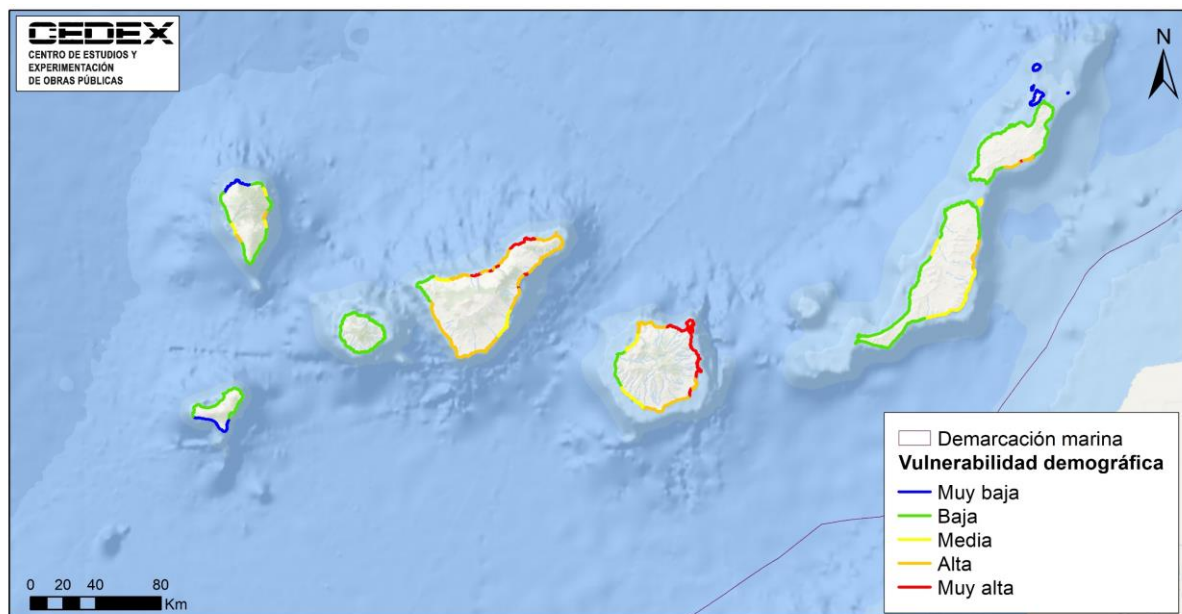 CEDEX
CENTRO DE ESTUDIOS Y
EXPERIMENTACIÓN
DE OBRAS PÚBLICAS
N
Demarcación marina
Vulnerabilidad demográfica
Muy baja
Baja
Media
Alta
Muy alta
0 20 40 80
Km